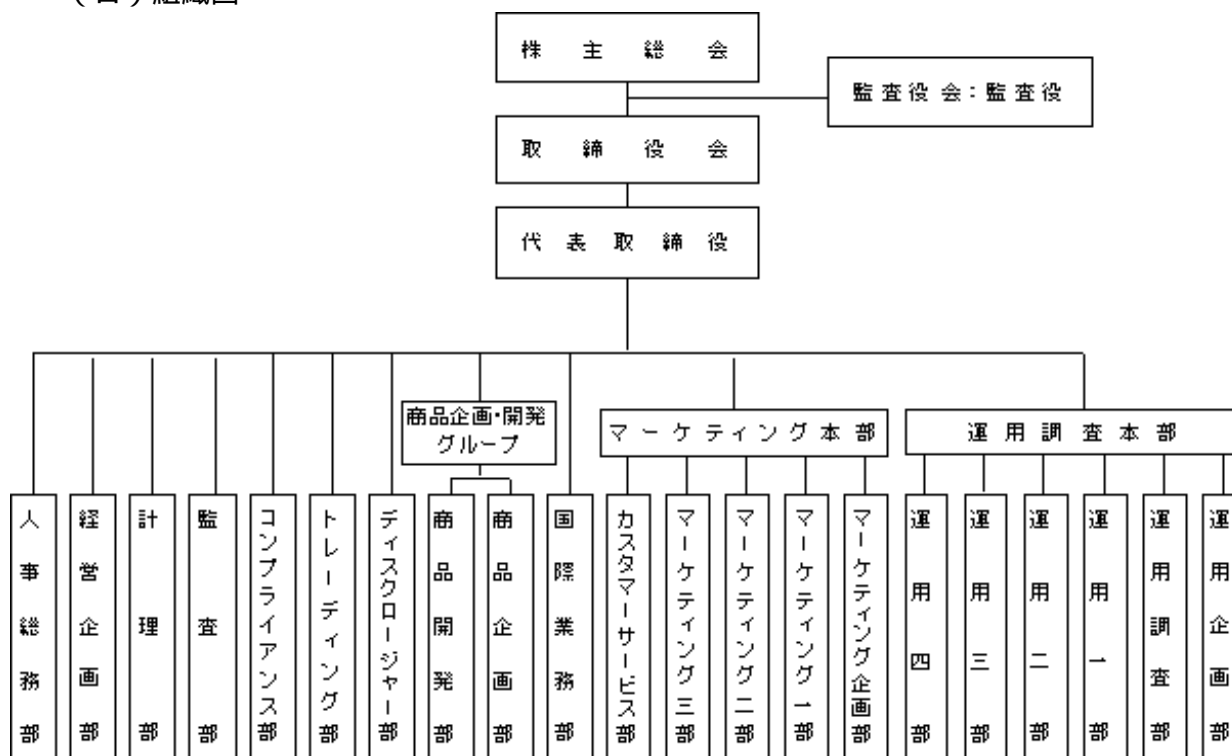 組織図
株主総会
監査役会：監査役
取締役会
代表取締役
商品企画・開発
グループ
マーケティング本部
運用調査本部
人事総務部
経営企画部
計理部
監査部
コンプライアンス部
トレーディング部
ディスクロージャー部
商品開発部
商品企画部
国際業務部
カスタマーサービス部
マーケティング三部
マーケティング二部
マーケティング一部
マーケティング企画部
運用四部
運用三部
運用二部
運用一部
運用調査部
運用企画部